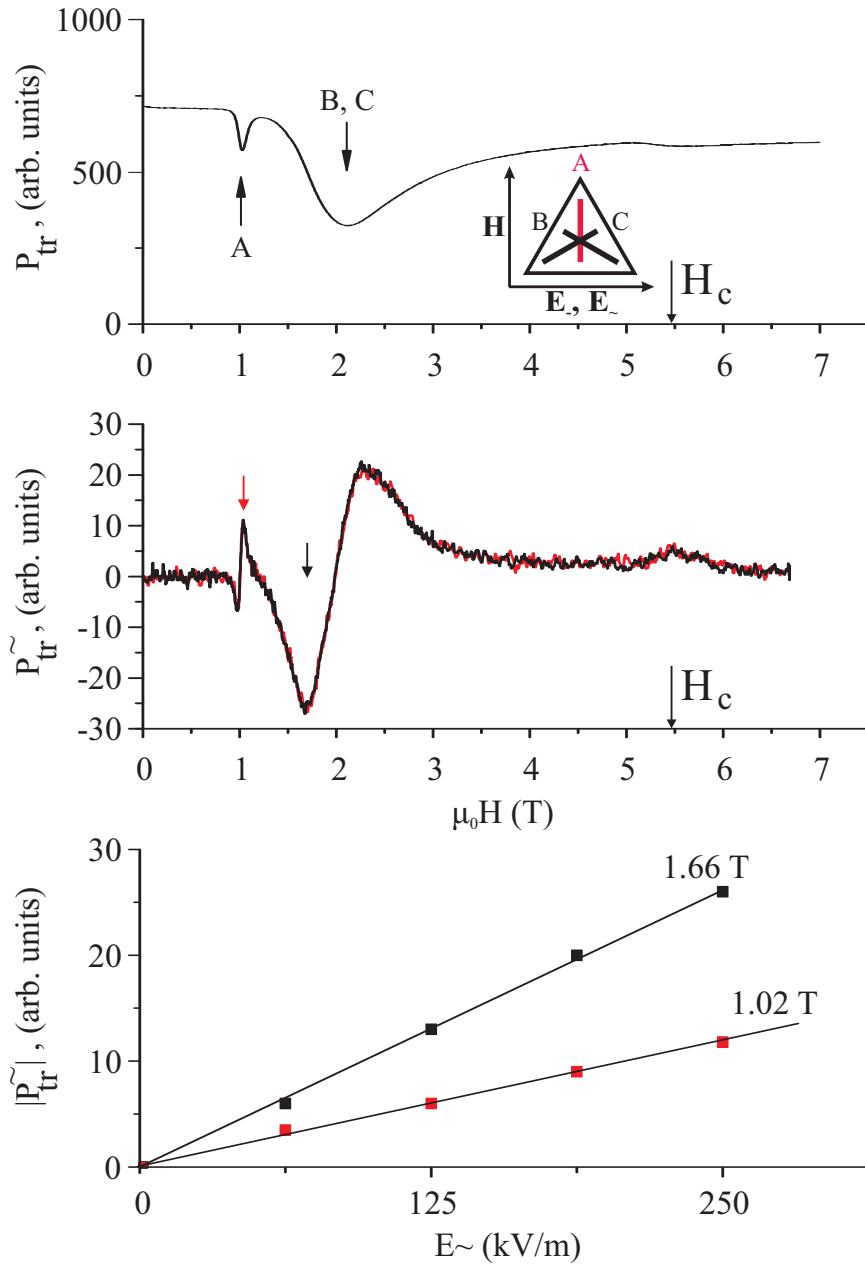 1000
500
0
P_tr, (arb. units)
A
B, C
A
B
C
H
E_-, E_~
H_c
0 1 2 3 4 5 6 7
30
20
10
0
-10
-20
-30
P̃_tr, (arb. units)
H_c
0 1 2 3 4 5 6 7
μ₀H (T)
30
20
10
0
|P̃_tr|, (arb. units)
1.66 T
1.02 T
0 125 250
E~ (kV/m)